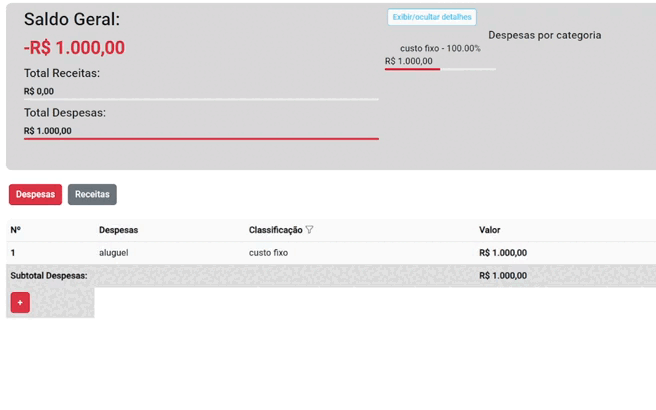 Saldo Geral:
-R$ 1.000,00
Total Receitas:
R$ 0,00
Total Despesas:
R$ 1.000,00
Exibir/ocultar detalhes
Despesas por categoria
custo fixo - 100.00%
R$ 1.000,00
Despesas Receitas
Nº Despesas Classificação Valor
1 aluguel custo fixo R$ 1.000,00
Subtotal Despesas: R$ 1.000,00
+